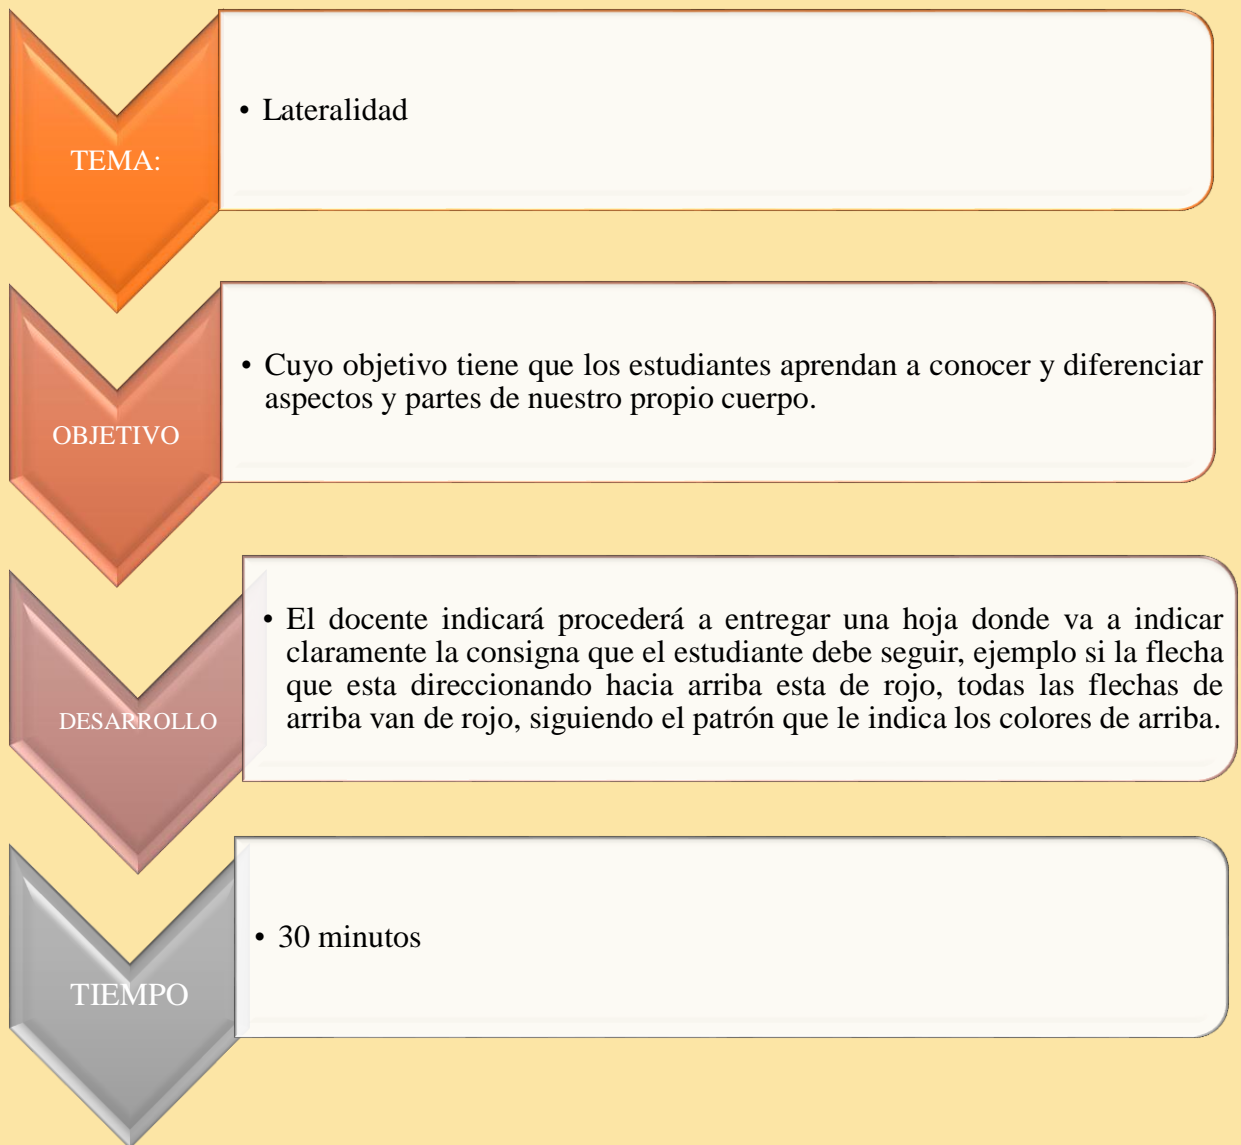 TEMA:
• Lateralidad
OBJETIVO
• Cuyo objetivo tiene que los estudiantes aprendan a conocer y diferenciar
aspectos y partes de nuestro propio cuerpo.
DESARROLLO
• El docente indicará procederá a entregar una hoja donde va a indicar
claramente la consigna que el estudiante debe seguir, ejemplo si la flecha
que esta direccionando hacia arriba esta de rojo, todas las flechas de
arriba van de rojo, siguiendo el patrón que le indica los colores de arriba.
TIEMPO
• 30 minutos